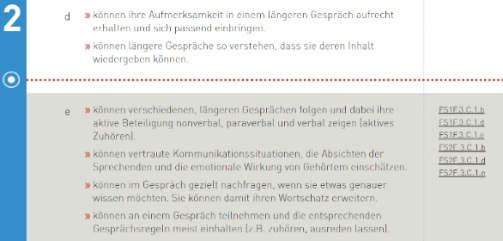 2
d » können ihre Aufmerksamkeit in einem längeren Gespräch aufrecht
erhalten und sich passend einbringen.
» können längere Gespräche so verstehen, dass sie deren Inhalt
wiedergeben können.
e » können verschiedenen, längeren Gesprächen folgen und dabei ihre
aktive Beteiligung nonverbal, paraverbal und verbal zeigen (aktives
Zuhören).
» können vertraute Kommunikationssituationen, die Absichten der
Sprechenden und die emotionale Wirkung von Gehörtem einschätzen.
» können im Gespräch gezielt nachfragen, wenn sie etwas genauer
wissen möchten. Sie können damit ihren Wortschatz erweitern.
» können an einem Gespräch teilnehmen und die entsprechenden
Gesprächsregeln meist einhalten (z.B. zuhören, ausreden lassen).
FS1F.3.C.1.b
FS1F.3.C.1.d
FS1F.3.C.1.e
FS2F.3.C.1.b
FS2F.3.C.1.d
FS2F.3.C.1.e